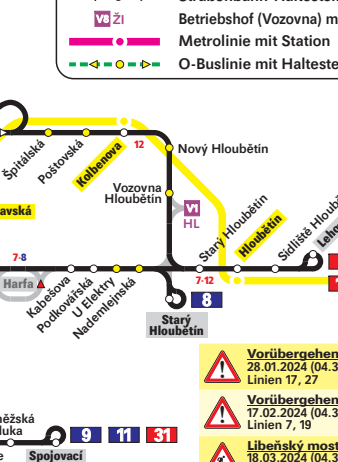 V8 ŽI
Betriebshof (Vozovna) m
Metrolinie mit Station
O-Buslinie mit Halteste
Špitálská
Poštovská
Kolbenova
12
Nový Hloubětín
Vozovna
Hloubětín
V1
HL
avská
Starý Hloubětín
Hloubětín
Sídliště Hloub
Leho
7-8
7-12
Harfa
Kabešova
Podkovářská
U Elektry
Nademlejnská
8
Starý
Hloubětín
Vorübergehen
28.01.2024 (04.3
Linien 17, 27
Vorübergehen
17.02.2024 (04.3
Linien 7, 19
Libeňský most
18.03.2024 (04.3
něžská
luka
9 11 31
Spojovací